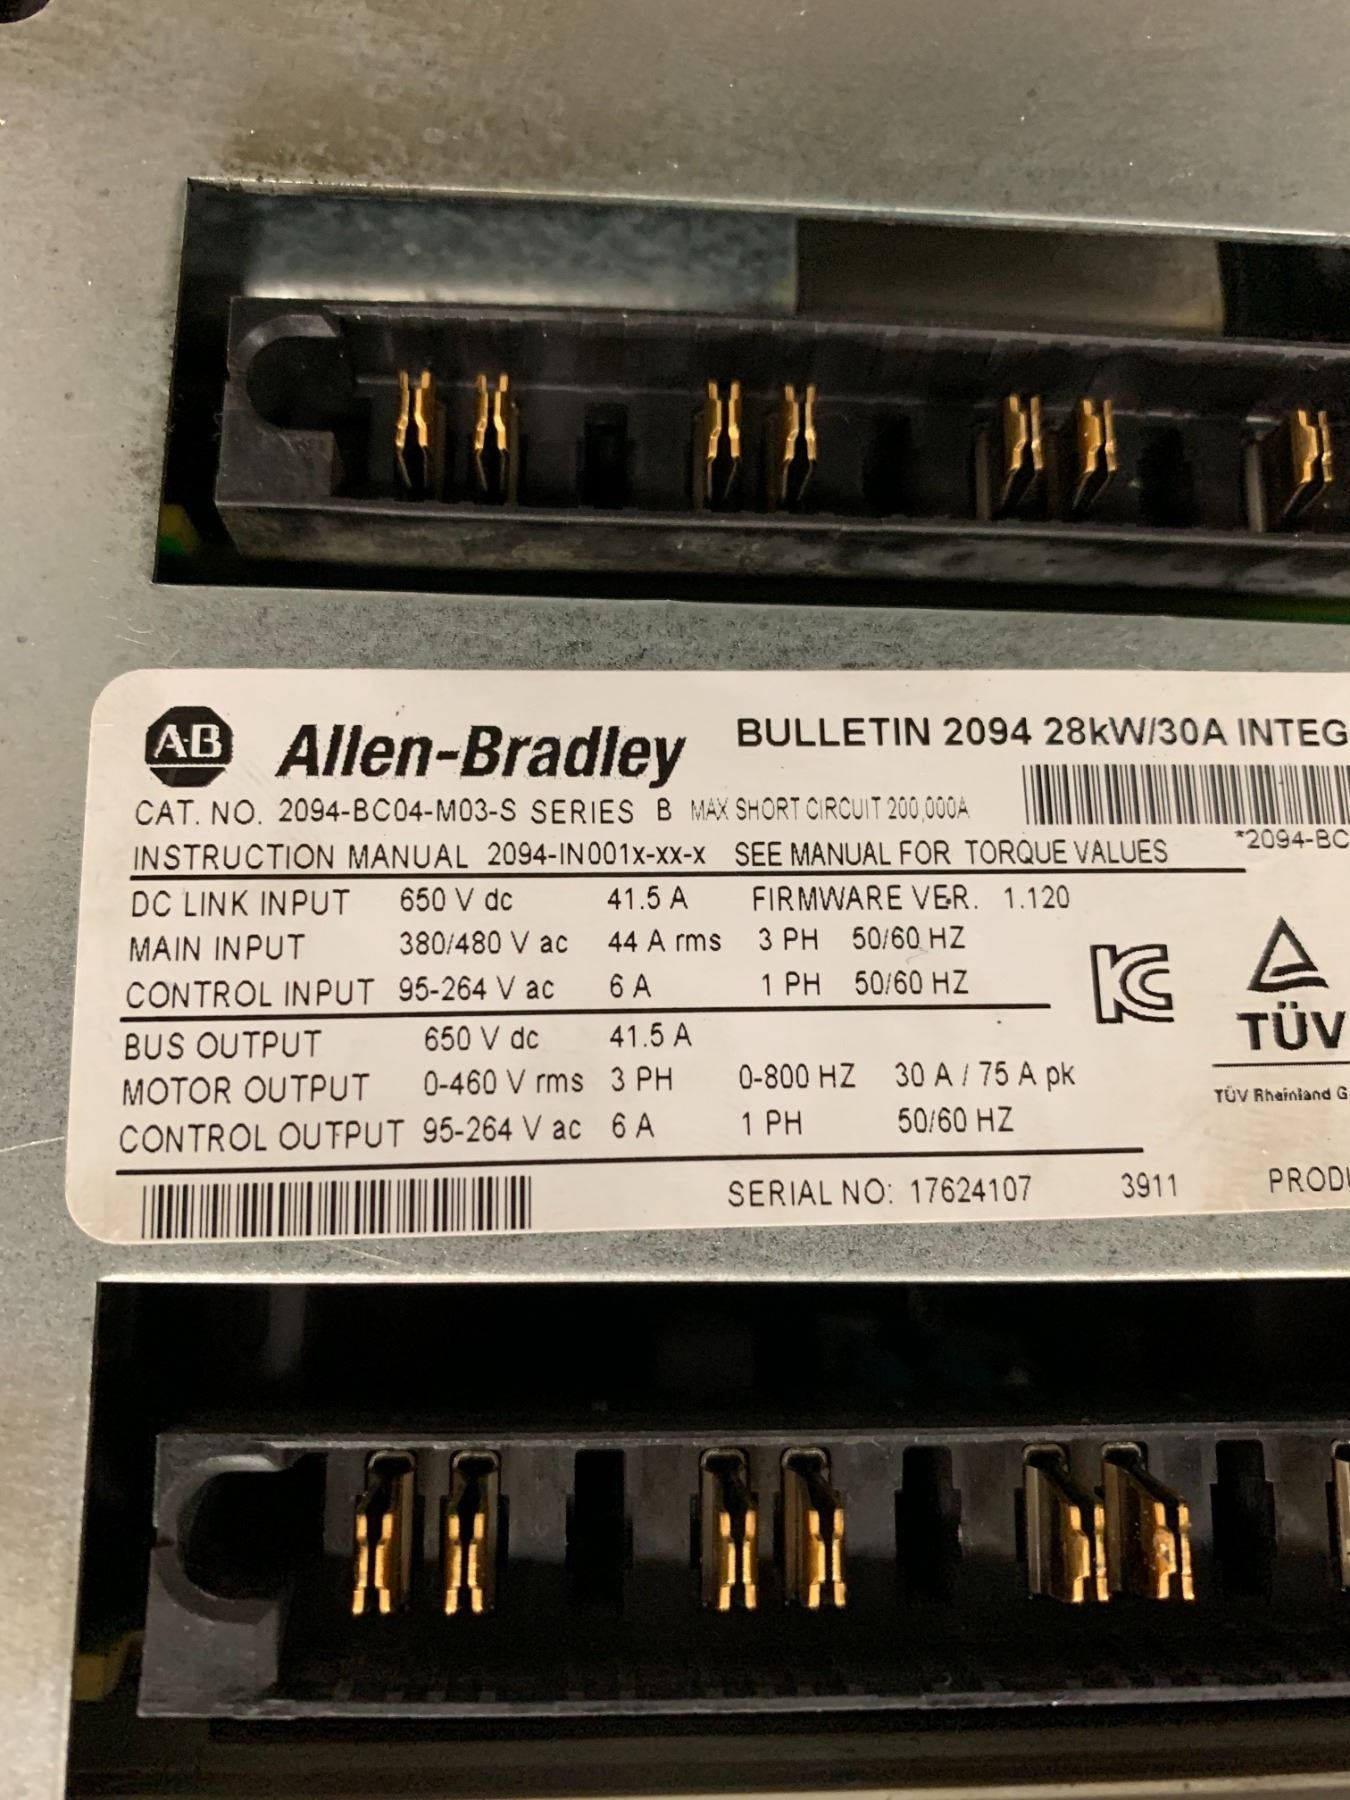 AB Allen-Bradley BULLETIN 2094 28kW/30A INTEG
CAT. NO. 2094-BC04-M03-S SERIES B MAX SHORT CIRCUIT 200,000A
INSTRUCTION MANUAL 2094-IN001x-xx-x SEE MANUAL FOR TORQUE VALUES *2094-BC
DC LINK INPUT 650 V dc 41.5 A FIRMWARE VER. 1.120
MAIN INPUT 380/480 V ac 44 A rms 3 PH 50/60 HZ
CONTROL INPUT 95-264 V ac 6 A 1 PH 50/60 HZ
KC
TÜV
TÜV Rheinland G
BUS OUTPUT 650 V dc 41.5 A
MOTOR OUTPUT 0-460 V rms 3 PH 0-800 HZ 30 A / 75 A pk
CONTROL OUTPUT 95-264 V ac 6 A 1 PH 50/60 HZ
SERIAL NO: 17624107 3911 PRODU